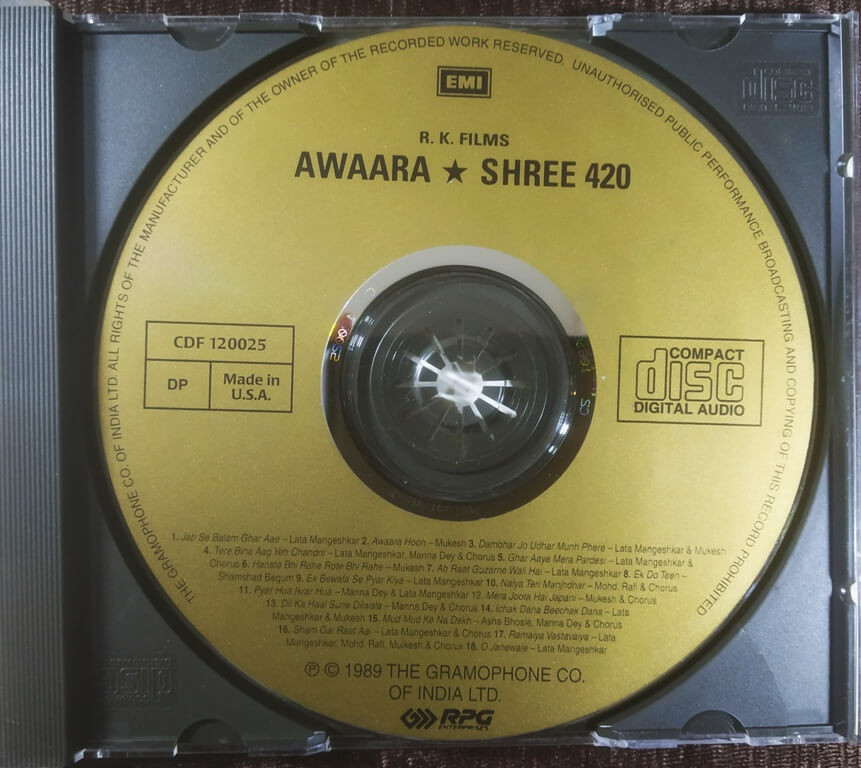 THE GRAMOPHONE CO. OF INDIA LTD. ALL RIGHTS OF THE MANUFACTURER AND OF THE OWNER OF THE RECORDED WORK RESERVED. UNAUTHORISED PUBLIC PERFORMANCE BROADCASTING AND COPYING OF THIS RECORD PROHIBITED
EMI
R. K. FILMS
AWAARA ★ SHREE 420
CDF 120025
DP
Made in
U.S.A.
COMPACT
disc
DIGITAL AUDIO
1. Jab Se Balam Ghar Aae – Lata Mangeshkar 2. Awaara Hoon – Mukesh 3. Dambhar Jo Udhar Munh Phere – Lata Mangeshkar & Mukesh
4. Tere Bina Aag Yeh Chandni – Lata Mangeshkar, Manna Dey & Chorus 5. Ghar Aaya Mera Pardesi – Lata Mangeshkar &
Chorus 6. Hanste Bhi Rahe Rote Bhi Rahe – Mukesh 7. Ab Raat Guzarne Wali Hai – Lata Mangeshkar 8. Ek Do Teen –
Shamshad Begum 9. Ek Bewafa Se Pyar Kiya – Lata Mangeshkar 10. Naiya Teri Manjhdhar – Mohd. Rafi & Chorus
11. Pyar Hua Ikrar Hua – Manna Dey & Lata Mangeshkar 12. Mera Joota Hai Japani – Mukesh & Chorus
13. Dil Ka Haal Sune Dilwala – Manna Dey & Chorus 14. Ichak Dana Beechak Dana – Lata
Mangeshkar & Mukesh 15. Mud Mud Ke Na Dekh – Asha Bhosle, Manna Dey & Chorus
16. Sham Gai Raat Aai – Lata Mangeshkar & Chorus 17. Ramaiya Vastavaiya – Lata
Mangeshkar, Mohd. Rafi, Mukesh & Chorus 18. O Janewale – Lata Mangeshkar
Ⓟ © 1989 THE GRAMOPHONE CO.
OF INDIA LTD.
RPG
ENTERPRISES